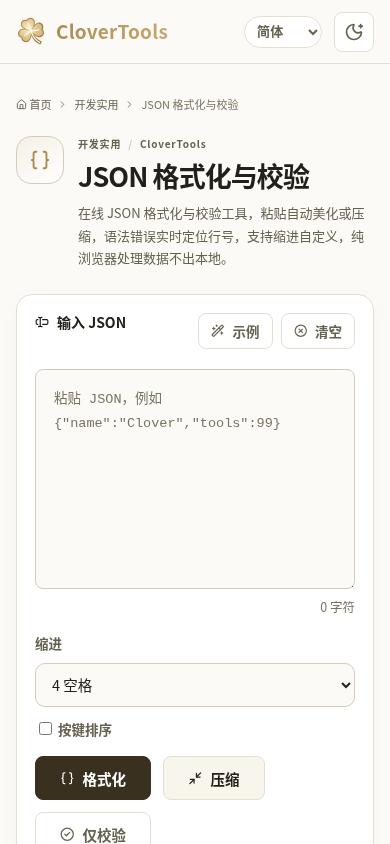 CloverTools
简体
首页 > 开发实用 > JSON 格式化与校验
开发实用 / CloverTools
JSON 格式化与校验
在线 JSON 格式化与校验工具，粘贴自动美化或压
缩，语法错误实时定位行号，支持缩进自定义，纯
浏览器处理数据不出本地。
输入 JSON
示例
清空
粘贴 JSON，例如
{"name":"Clover","tools":99}
0 字符
缩进
4 空格
按键排序
{} 格式化
压缩
仅校验